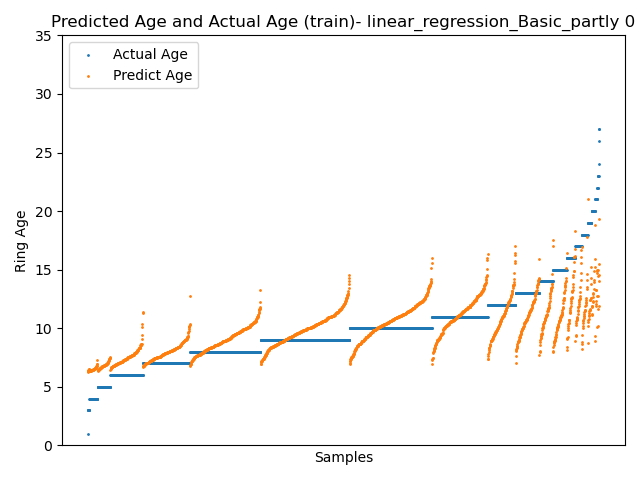 Predicted Age and Actual Age (train)- linear_regression_Basic_partly 0
Actual Age
Predict Age
35
30
25
20
15
10
5
0
Ring Age
Samples